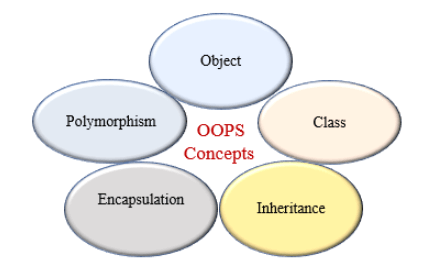 Object
Polymorphism
OOPS
Concepts
Class
Encapsulation
Inheritance